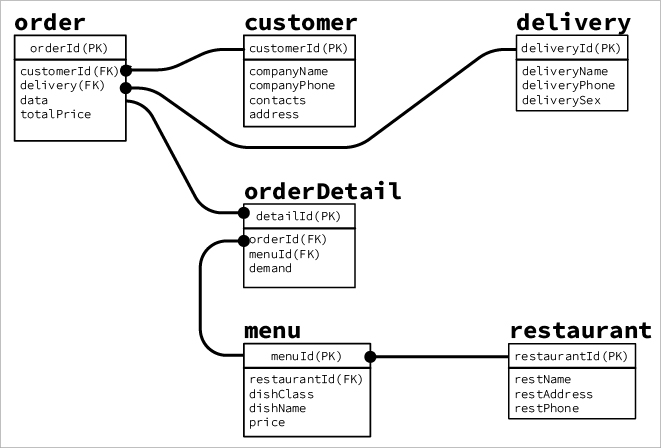 order
orderId(PK)
customerId(FK)
delivery(FK)
data
totalPrice
customer
customerId(PK)
companyName
companyPhone
contacts
address
delivery
deliveryId(PK)
deliveryName
deliveryPhone
deliverySex
orderDetail
detailId(PK)
orderId(FK)
menuId(FK)
demand
menu
menuId(PK)
restaurantId(FK)
dishClass
dishName
price
restaurant
restaurantId(PK)
restName
restAddress
restPhone